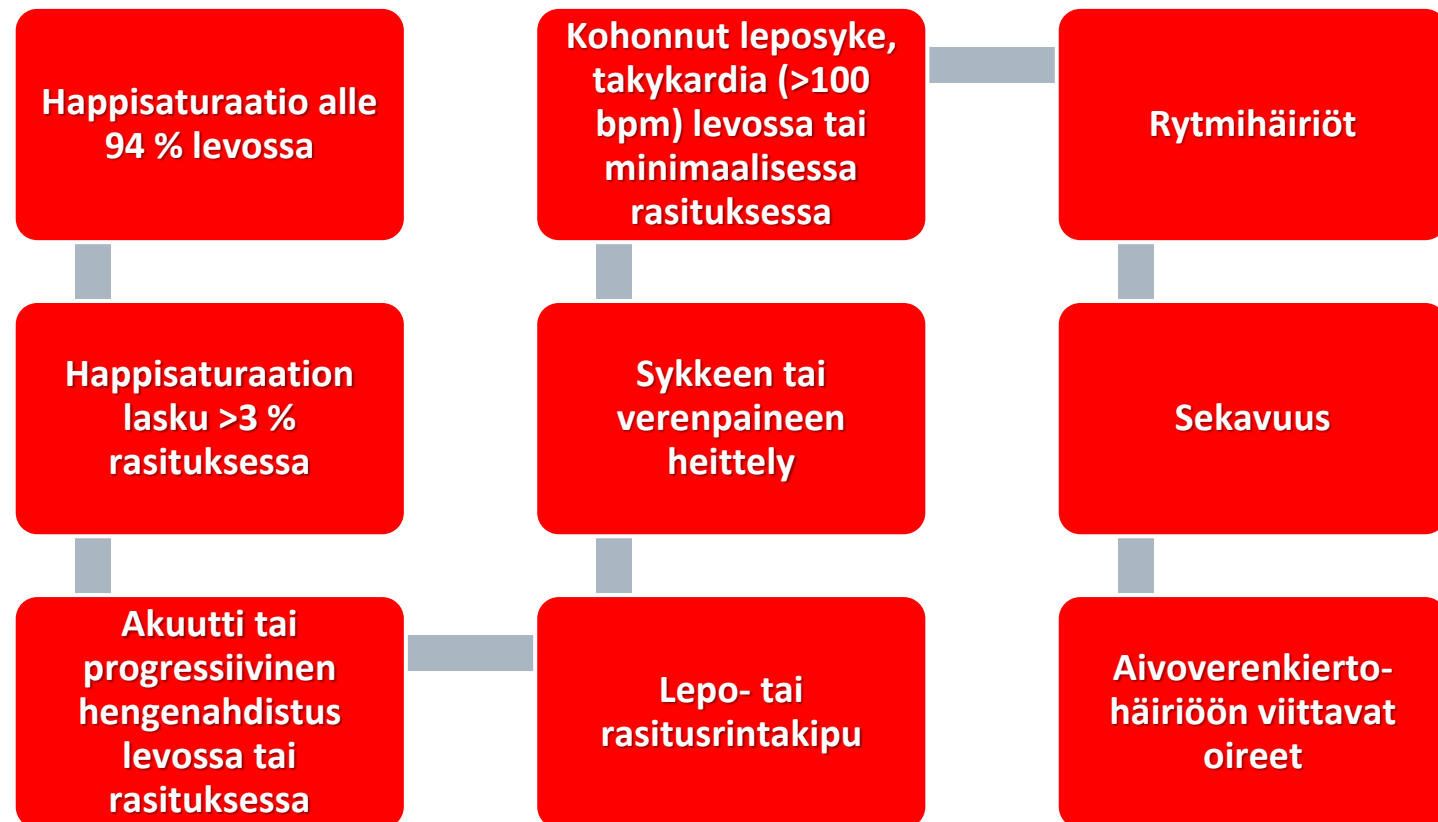 Happisaturaatio alle
94 % levossa
Happisaturaation
lasku >3 %
rasituksessa
Akuutti tai
progressiivinen
hengenahdistus
levossa tai
rasituksessa
Lepo- tai
rasitusrintakipu
Sykkeen tai
verenpaineen
heittely
Kohonnut leposyke,
takykardia (>100
bpm) levossa tai
minimaalisessa
rasituksessa
Rytmihäiriöt
Sekavuus
Aivoverenkierto-
häiriöön viittavat
oireet